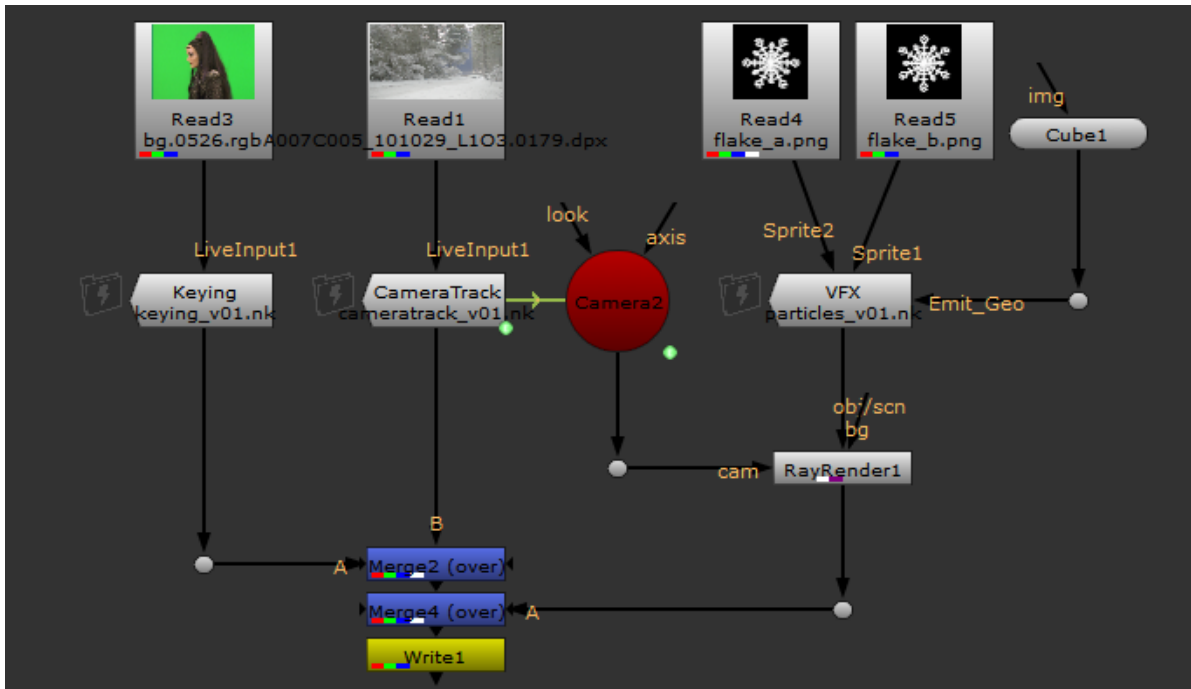 Read3
bg.0526.rgbA007C005_101029_L1O3.0179.dpx
Read1
Read4
flake_a.png
Read5
flake_b.png
img
Cube1
LiveInput1
LiveInput1
look
axis
Sprite2
Sprite1
Keying
keying_v01.nk
CameraTrack
cameratrack_v01.nk
Camera2
VFX
particles_v01.nk
Emit_Geo
obj/scn
bg
cam
RayRender1
B
A
Merge2 (over)
Merge4 (over)
A
Write1